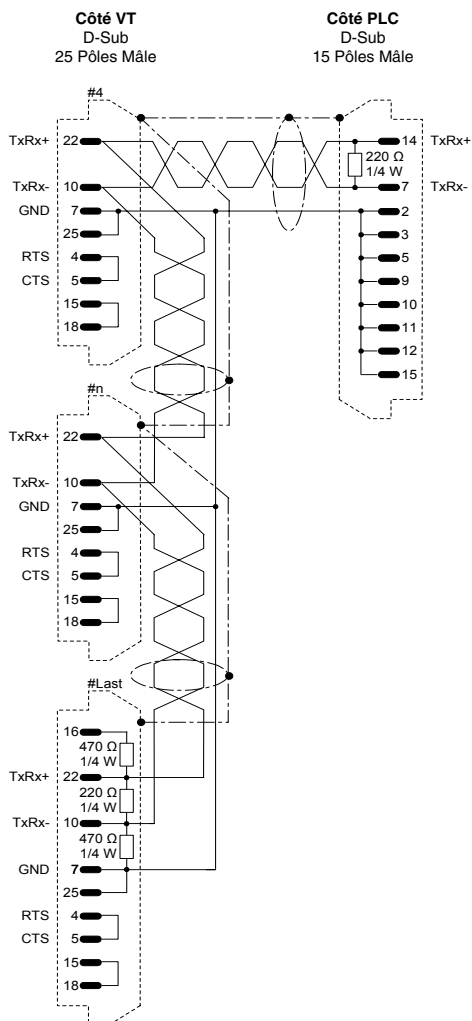 Côté VT
D-Sub
25 Pôles Mâle
Côté PLC
D-Sub
15 Pôles Mâle
#4
TxRx+ 22
TxRx- 10
GND 7
25
RTS 4
CTS 5
15
18
14 TxRx+
220 Ω
1/4 W
7 TxRx-
2
3
5
9
10
11
12
15
#n
TxRx+ 22
TxRx- 10
GND 7
25
RTS 4
CTS 5
15
18
#Last
16
470 Ω
1/4 W
TxRx+ 22
220 Ω
1/4 W
TxRx- 10
470 Ω
1/4 W
GND 7
25
RTS 4
CTS 5
15
18